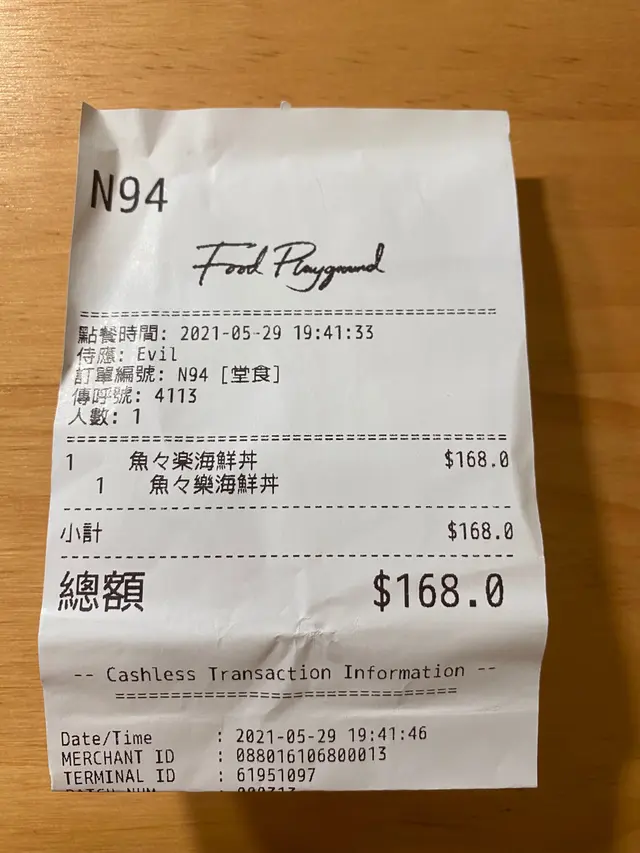 N94
Food Playground
================================================
點餐時間: 2021-05-29 19:41:33
侍應: Evil
訂單編號: N94 [堂食]
傳呼號: 4113
人數: 1
================================================
1 魚々楽海鮮丼 $168.0
1 魚々樂海鮮丼
------------------------------------------------
小計 $168.0
------------------------------------------------
總額 $168.0
-- Cashless Transaction Information --
==============================
Date/Time : 2021-05-29 19:41:46
MERCHANT ID : 088016106800013
TERMINAL ID : 61951097